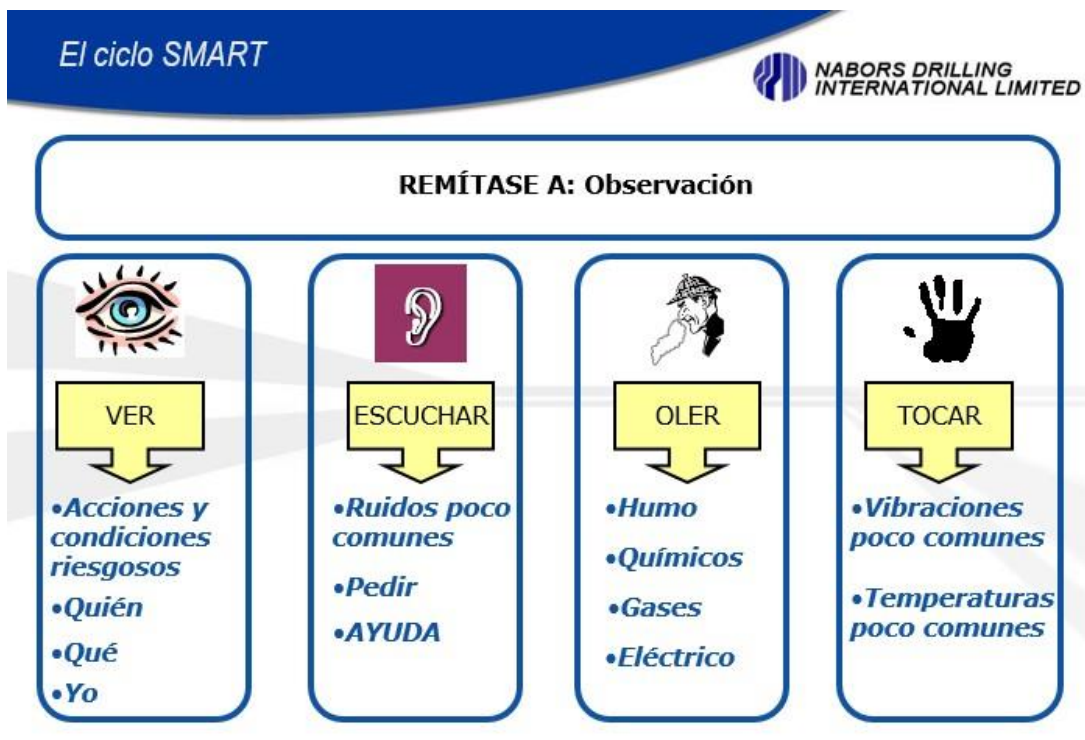 El ciclo SMART
NABORS DRILLING
INTERNATIONAL LIMITED
REMÍTASE A: Observación
VER
•Acciones y
condiciones
riesgosos
•Quién
•Qué
•Yo
ESCUCHAR
•Ruidos poco
comunes
•Pedir
•AYUDA
OLER
•Humo
•Químicos
•Gases
•Eléctrico
TOCAR
•Vibraciones
poco comunes
•Temperaturas
poco comunes